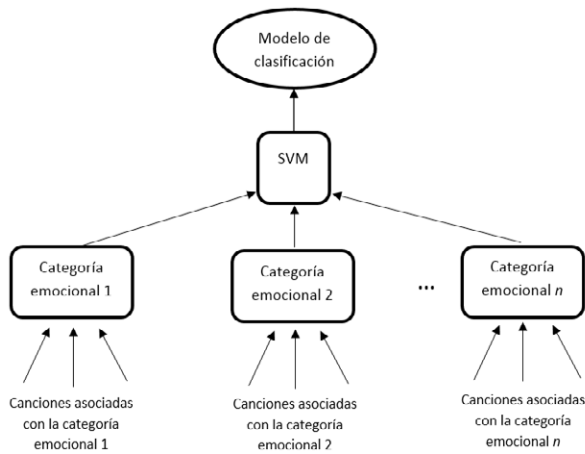 Modelo de
clasificación
SVM
Categoría
emocional 1
Categoría
emocional 2
...
Categoría
emocional n
Canciones asociadas
con la categoría
emocional 1
Canciones asociadas
con la categoría
emocional 2
Canciones asociadas
con la categoría
emocional n